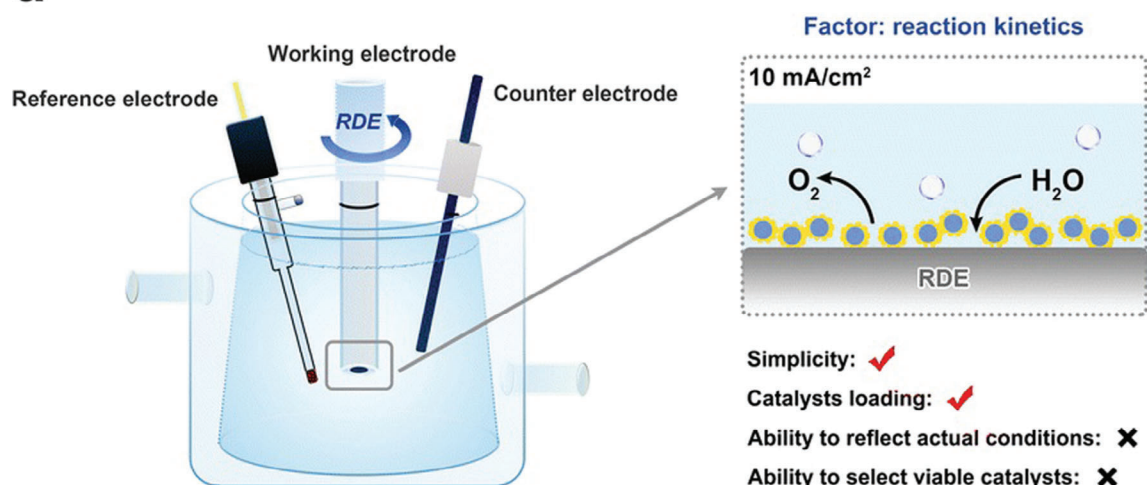 Factor: reaction kinetics
Working electrode
Reference electrode
Counter electrode
RDE
10 mA/cm²
O₂
H₂O
RDE
Simplicity: ✓
Catalysts loading: ✓
Ability to reflect actual conditions: ✗
Ability to select viable catalysts: ✗